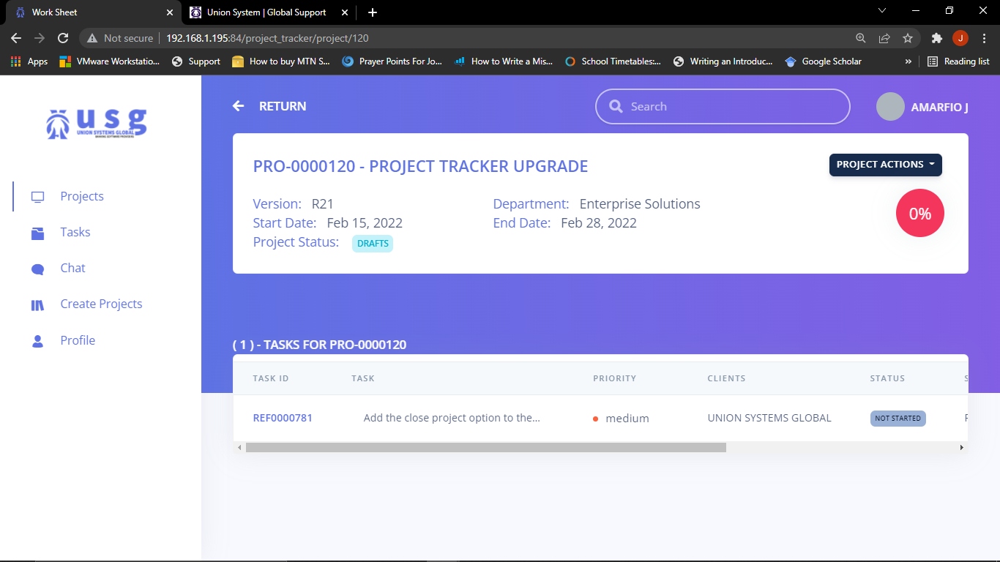 Work Sheet
Union System | Global Support
Not secure
192.168.1.195:84/project_tracker/project/120
J
Apps
VMware Workstatio...
Support
How to buy MTN S...
Prayer Points For Jo...
How to Write a Mis...
School Timetables:...
Writing an Introduc...
Google Scholar
»
Reading list
usg
UNION SYSTEMS GLOBAL
Projects
Tasks
Chat
Create Projects
Profile
RETURN
Search
AMARFIO J
PRO-0000120 - PROJECT TRACKER UPGRADE
PROJECT ACTIONS
Version: R21
Department: Enterprise Solutions
Start Date: Feb 15, 2022
End Date: Feb 28, 2022
Project Status: DRAFTS
0%
( 1 ) - TASKS FOR PRO-0000120
TASK ID TASK PRIORITY CLIENTS STATUS
REF0000781 Add the close project option to the... medium UNION SYSTEMS GLOBAL NOT STARTED